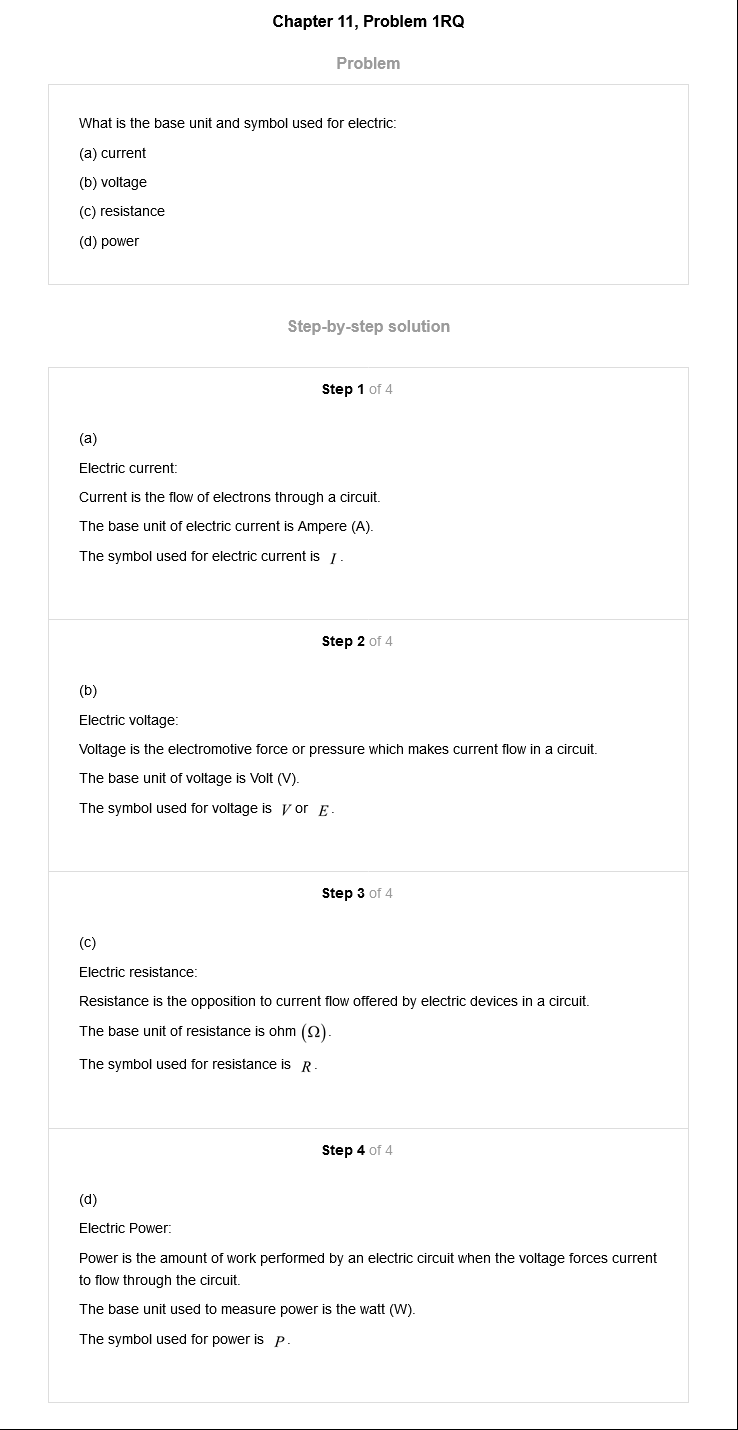 Chapter 11, Problem 1RQ
Problem
What is the base unit and symbol used for electric:
(a) current
(b) voltage
(c) resistance
(d) power
Step-by-step solution
Step 1 of 4
(a)
Electric current:
Current is the flow of electrons through a circuit.
The base unit of electric current is Ampere (A).
The symbol used for electric current is I.
Step 2 of 4
(b)
Electric voltage:
Voltage is the electromotive force or pressure which makes current flow in a circuit.
The base unit of voltage is Volt (V).
The symbol used for voltage is V or E.
Step 3 of 4
(c)
Electric resistance:
Resistance is the opposition to current flow offered by electric devices in a circuit.
The base unit of resistance is ohm (Ω).
The symbol used for resistance is R.
Step 4 of 4
(d)
Electric Power:
Power is the amount of work performed by an electric circuit when the voltage forces current
to flow through the circuit.
The base unit used to measure power is the watt (W).
The symbol used for power is P.